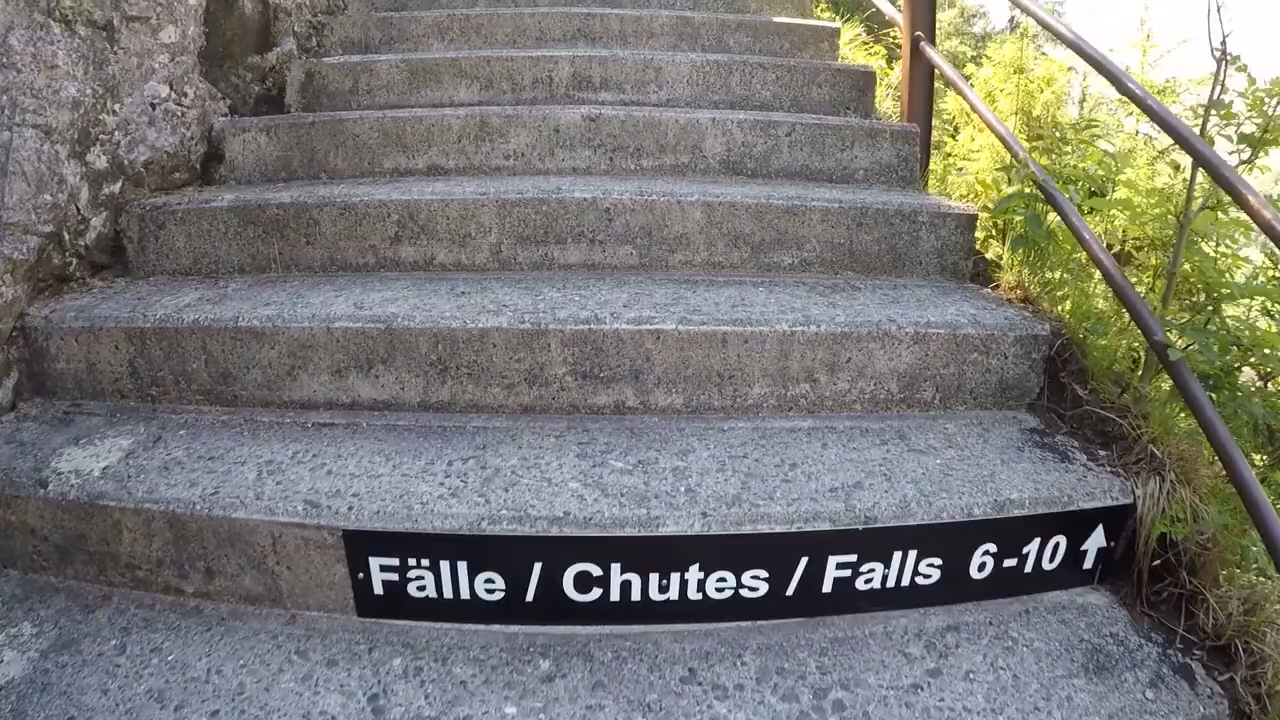 Fälle / Chutes / Falls 6-10 ↑